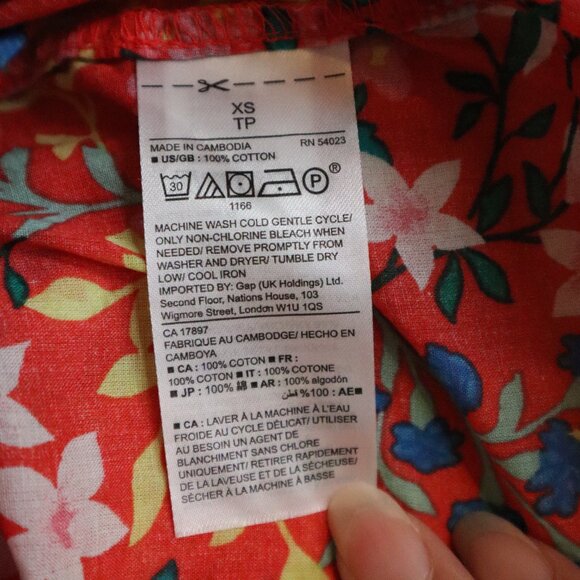 XS
TP
MADE IN CAMBODIA RN 54023
■ US/GB : 100% COTTON
30 P ®
1166
MACHINE WASH COLD GENTLE CYCLE/
ONLY NON-CHLORINE BLEACH WHEN
NEEDED/ REMOVE PROMPTLY FROM
WASHER AND DRYER/ TUMBLE DRY
LOW/ COOL IRON
Imported by: Gap (UK Holdings) Ltd.
Second Floor, Nations House, 103
Wigmore Street, London W1U 1QS
CA 17897
FABRIQUE AU CAMBODGE/ HECHO EN
CAMBOYA
■ CA : 100% COTON ■ FR :
100% COTON ■ IT : 100% COTONE
■ JP : 100% 綿 ■ AR : 100% algodón
قطن %100 : AE ■
■ CA : LAVER À LA MACHINE À L'EAU
FROIDE AU CYCLE DÉLICAT/ UTILISER
AU BESOIN UN AGENT DE
BLANCHIMENT SANS CHLORE
UNIQUEMENT/ RETIRER RAPIDEMENT
DE LA LAVEUSE ET DE LA SÉCHEUSE/
SÉCHER À LA MACHINE À BASSE